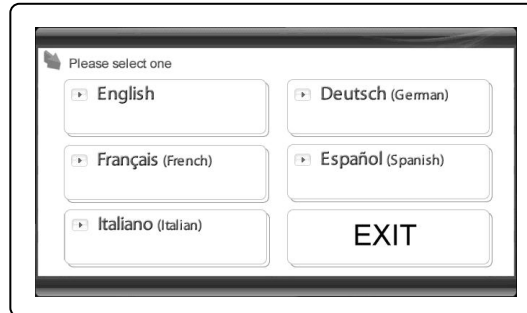 Please select one
English
Deutsch (German)
Français (French)
Español (Spanish)
Italiano (Italian)
EXIT